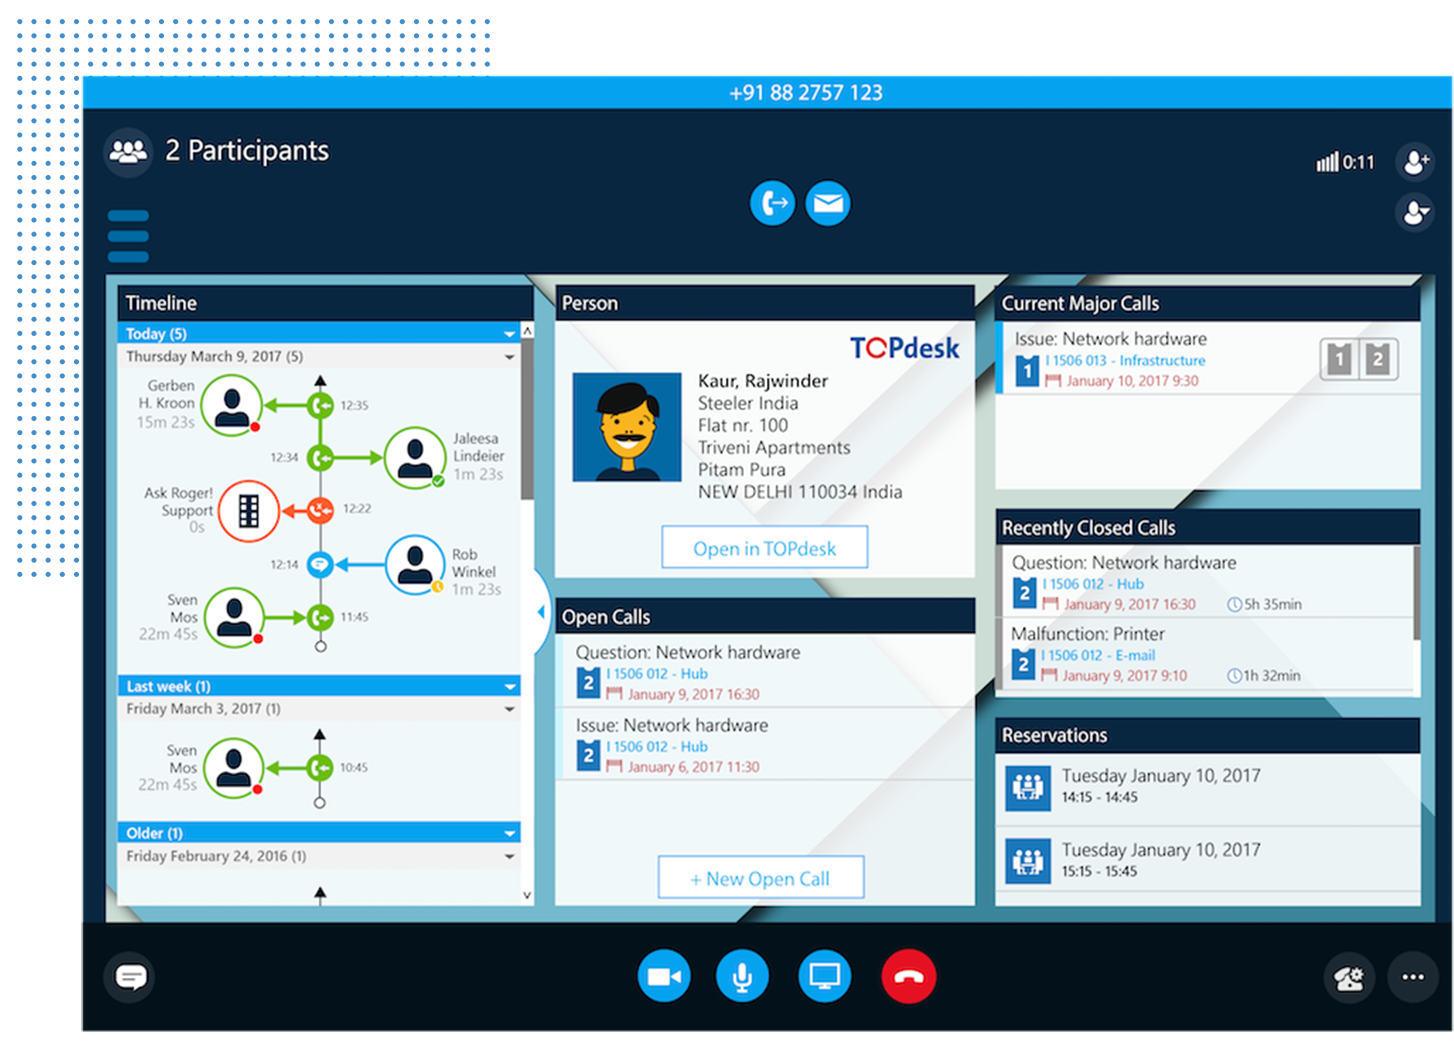 +91 88 2757 123
2 Participants
0:11
Timeline
Today (5)
Thursday March 9, 2017 (5)
Gerben
H. Kroon
15m 23s
12:35
12:34
Jaleesa
Lindeier
1m 23s
Ask Roger!
Support
0s
12:22
12:14
Rob
Winkel
1m 23s
Sven
Mos
22m 45s
11:45
Last week (1)
Friday March 3, 2017 (1)
Sven
Mos
22m 45s
10:45
Older (1)
Friday February 24, 2016 (1)
Person
TOPdesk
Kaur, Rajwinder
Steeler India
Flat nr. 100
Triveni Apartments
Pitam Pura
NEW DELHI 110034 India
Open in TOPdesk
Open Calls
Question: Network hardware
2
I 1506 012 - Hub
January 9, 2017 16:30
Issue: Network hardware
2
I 1506 012 - Hub
January 6, 2017 11:30
+ New Open Call
Current Major Calls
Issue: Network hardware
1
I 1506 013 - Infrastructure
January 10, 2017 9:30
1 2
Recently Closed Calls
Question: Network hardware
2
I 1506 012 - Hub
January 9, 2017 16:30 5h 35min
Malfunction: Printer
2
I 1506 012 - E-mail
January 9, 2017 9:10 1h 32min
Reservations
Tuesday January 10, 2017
14:15 - 14:45
Tuesday January 10, 2017
15:15 - 15:45